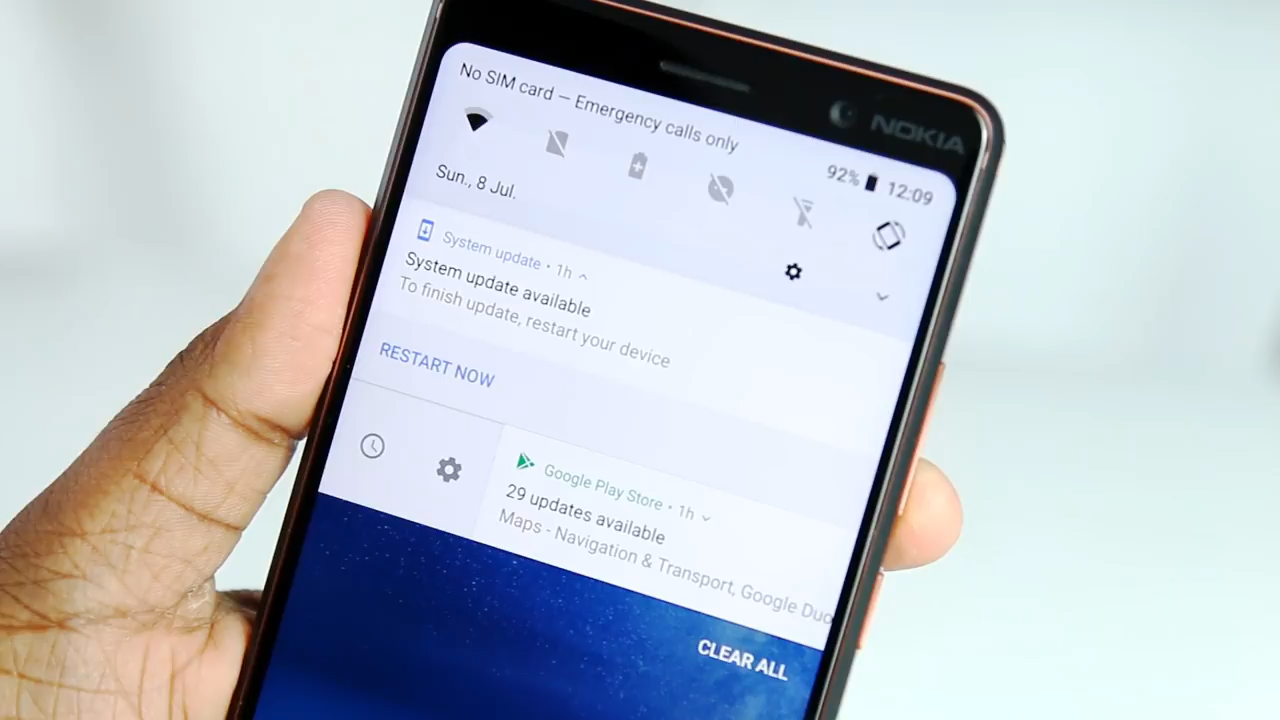 NOKIA
No SIM card — Emergency calls only
92% 12:09
Sun., 8 Jul.
System update • 1h
System update available
To finish update, restart your device
RESTART NOW
Google Play Store • 1h
29 updates available
Maps - Navigation & Transport, Google Duo
CLEAR ALL